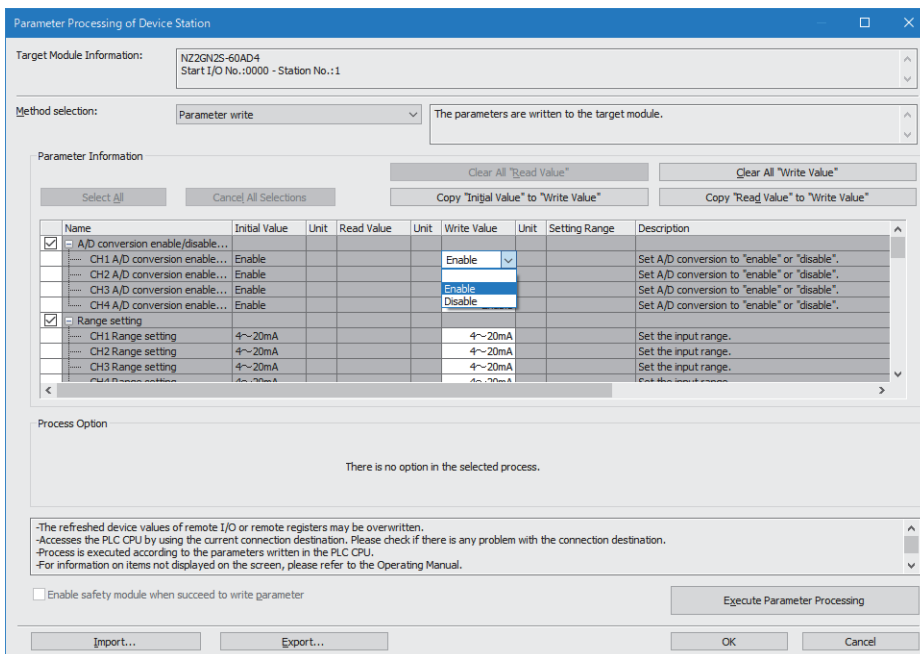 Parameter Processing of Device Station
Target Module Information:
NZ2GN2S-60AD4
Start I/O No.:0000 - Station No.:1
Method selection:
Parameter write
The parameters are written to the target module.
Parameter Information
Clear All "Read Value"
Clear All "Write Value"
Select All
Cancel All Selections
Copy "Initial Value" to "Write Value"
Copy "Read Value" to "Write Value"
Name Initial Value Unit Read Value Unit Write Value Unit Setting Range Description
A/D conversion enable/disable...
CH1 A/D conversion enable... Enable Enable Set A/D conversion to "enable" or "disable".
CH2 A/D conversion enable... Enable Set A/D conversion to "enable" or "disable".
CH3 A/D conversion enable... Enable Enable Set A/D conversion to "enable" or "disable".
CH4 A/D conversion enable... Enable Disable Set A/D conversion to "enable" or "disable".
Range setting
CH1 Range setting 4～20mA 4～20mA Set the input range.
CH2 Range setting 4～20mA 4～20mA Set the input range.
CH3 Range setting 4～20mA 4～20mA Set the input range.
CH4 Range setting 4～20mA 4～20mA Set the input range.
Process Option
There is no option in the selected process.
-The refreshed device values of remote I/O or remote registers may be overwritten.
-Accesses the PLC CPU by using the current connection destination. Please check if there is any problem with the connection destination.
-Process is executed according to the parameters written in the PLC CPU.
-For information on items not displayed on the screen, please refer to the Operating Manual.
Enable safety module when succeed to write parameter
Execute Parameter Processing
Import...
Export...
OK
Cancel